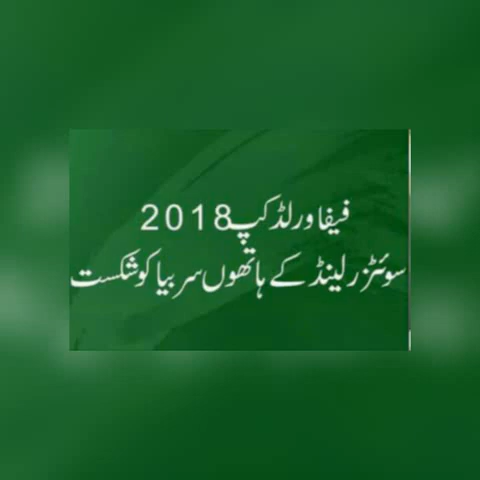 فیفا ورلڈ کپ 2018
سوئٹزرلینڈ کے ہاتھوں سربیا کو شکست